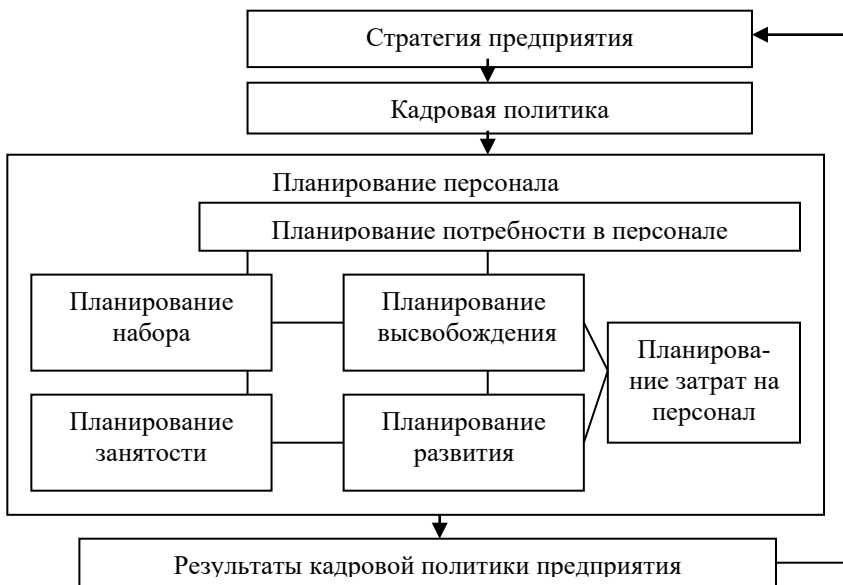 Стратегия предприятия
Кадровая политика
Планирование персонала
Планирование потребности в персонале
Планирование
набора
Планирование
высвобождения
Планирова-
ние затрат на
персонал
Планирование
занятости
Планирование
развития
Результаты кадровой политики предприятия